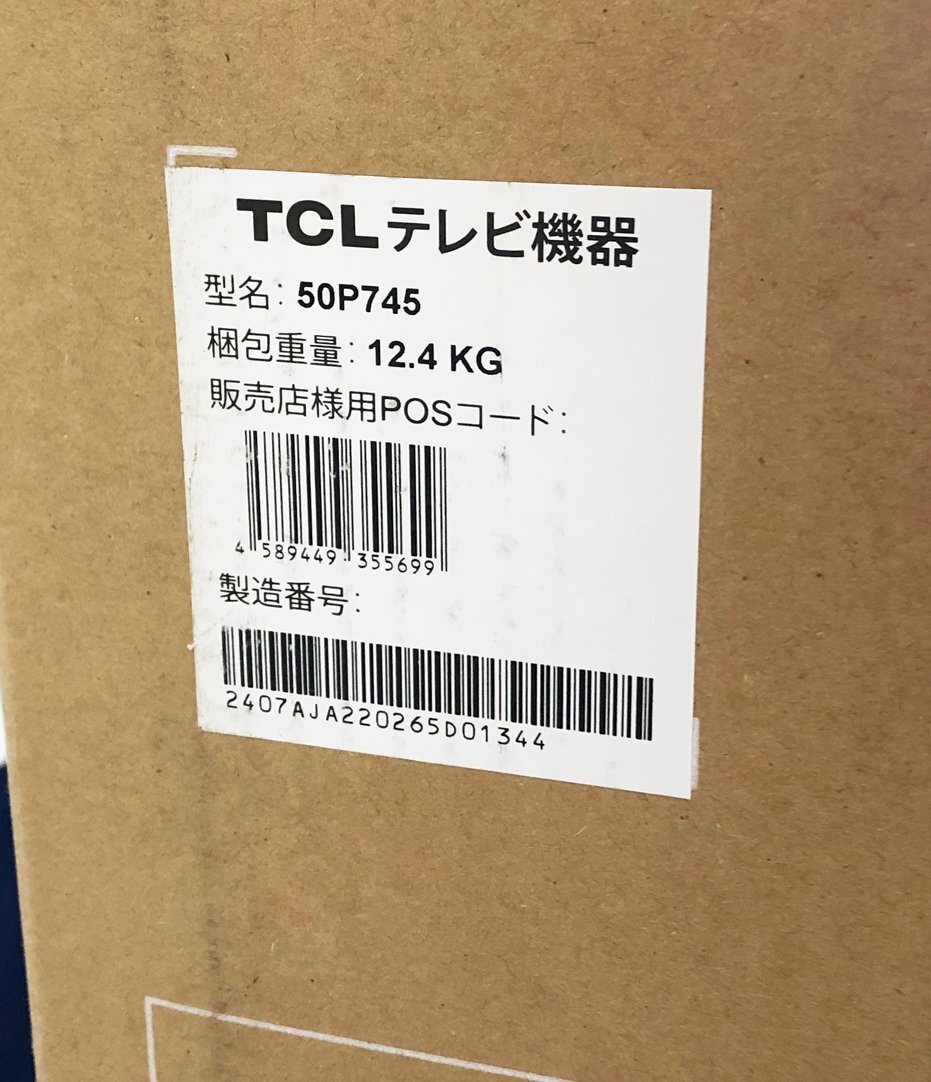 TCLテレビ機器
型名: 50P745
梱包重量: 12.4 KG
販売店様用POSコード:
4 589449 355699
製造番号:
2407AJA220265D01344